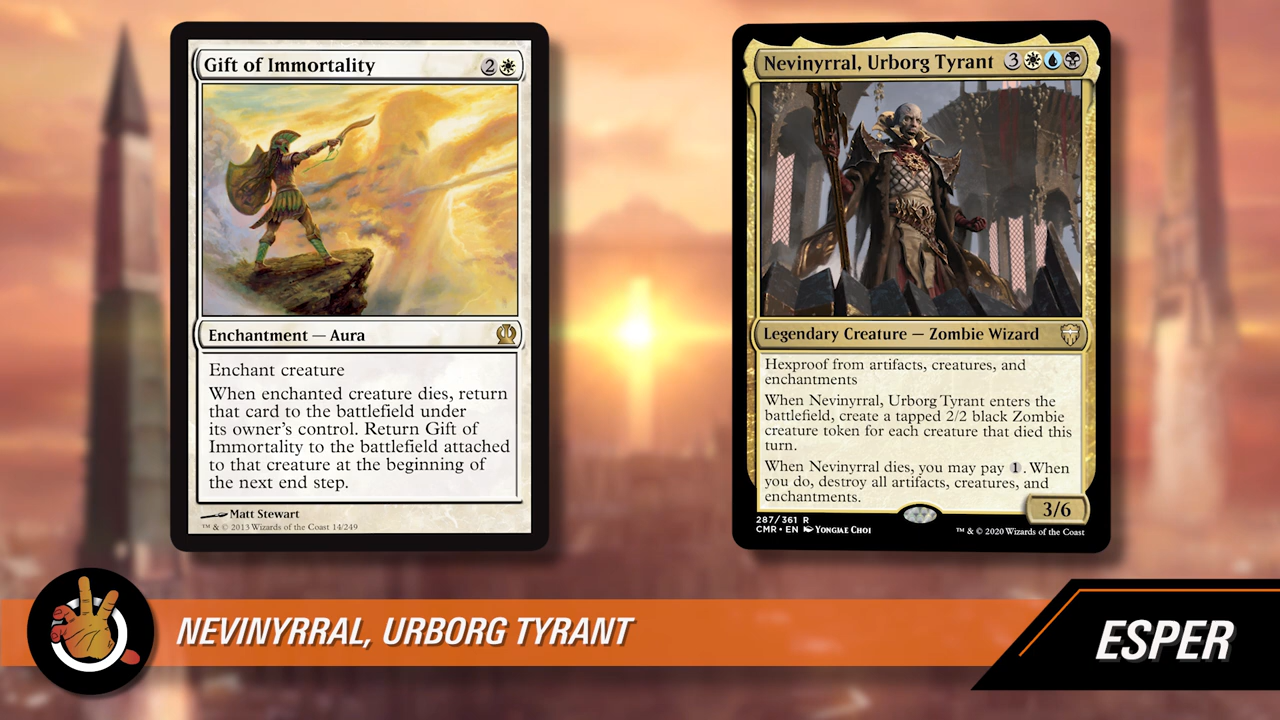 Gift of Immortality 2
Enchantment — Aura
Enchant creature
When enchanted creature dies, return
that card to the battlefield under
its owner's control. Return Gift of
Immortality to the battlefield attached
to that creature at the beginning of
the next end step.
Matt Stewart
™ & © 2013 Wizards of the Coast 14/249
Nevinyrral, Urborg Tyrant 3
Legendary Creature — Zombie Wizard
Hexproof from artifacts, creatures, and
enchantments
When Nevinyrral, Urborg Tyrant enters the
battlefield, create a tapped 2/2 black Zombie
creature token for each creature that died this
turn.
When Nevinyrral dies, you may pay 1. When
you do, destroy all artifacts, creatures, and
enchantments.
3/6
287/361 R
CMR • EN Yongjae Choi
™ & © 2020 Wizards of the Coast
NEVINYRRAL, URBORG TYRANT
ESPER